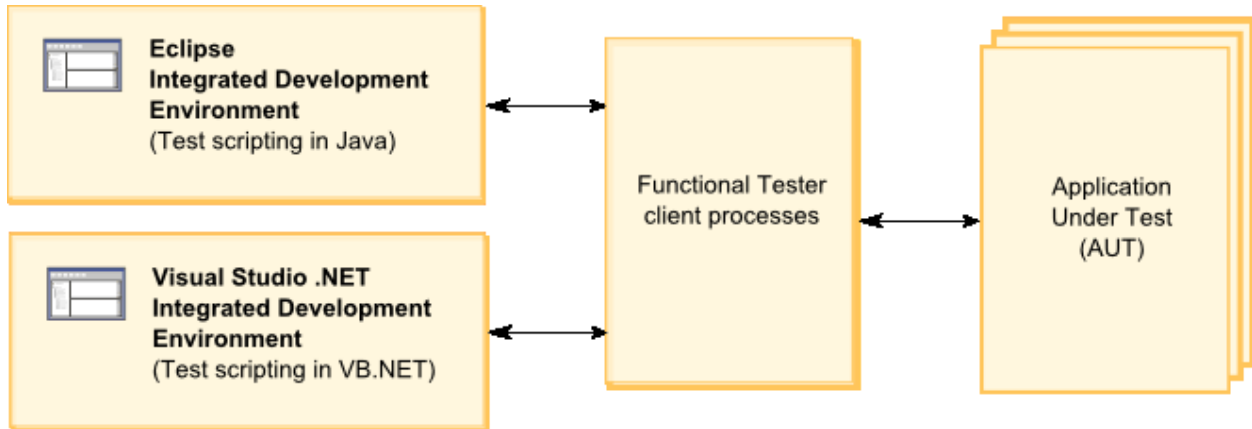 Eclipse
Integrated Development
Environment
(Test scripting in Java)
Visual Studio .NET
Integrated Development
Environment
(Test scripting in VB.NET)
Functional Tester
client processes
Application
Under Test
(AUT)